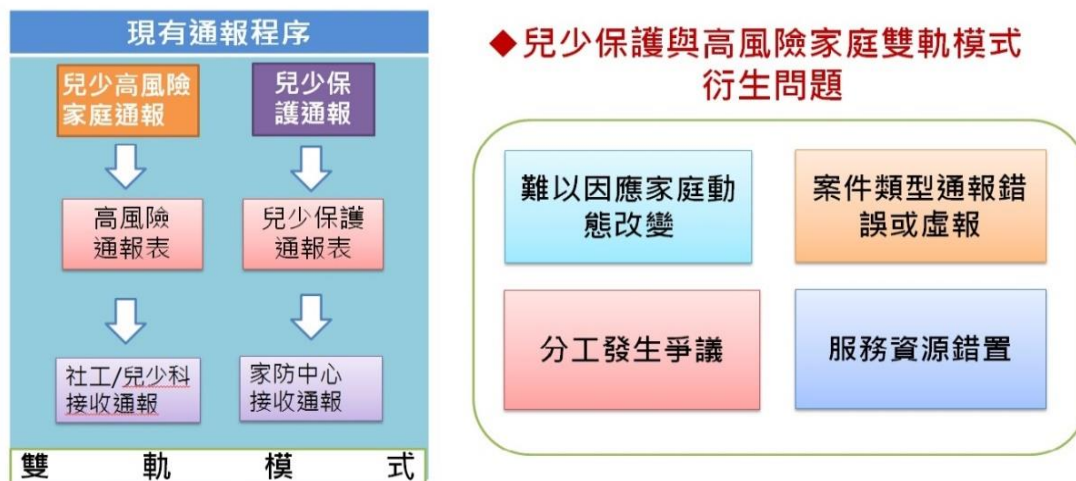 現有通報程序
兒少高風險
家庭通報
兒少保
護通報
高風險
通報表
兒少保護
通報表
社工/兒少科
接收通報
家防中心
接收通報
雙軌模式
◆兒少保護與高風險家庭雙軌模式
衍生問題
難以因應家庭動
態改變
案件類型通報錯
誤或虛報
分工發生爭議
服務資源錯置